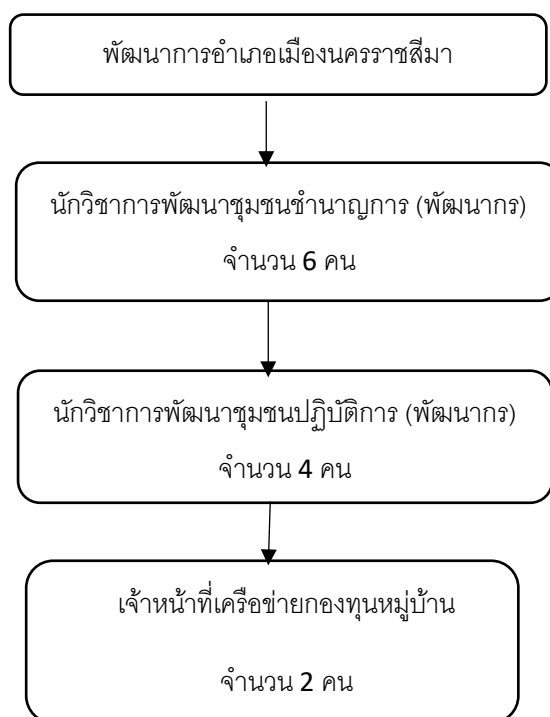 พัฒนาการอำเภอเมืองนครราชสีมา
นักวิชาการพัฒนาชุมชนชำนาญการ (พัฒนากร)
จำนวน 6 คน
นักวิชาการพัฒนาชุมชนปฏิบัติการ (พัฒนากร)
จำนวน 4 คน
เจ้าหน้าที่เครือข่ายกองทุนหมู่บ้าน
จำนวน 2 คน